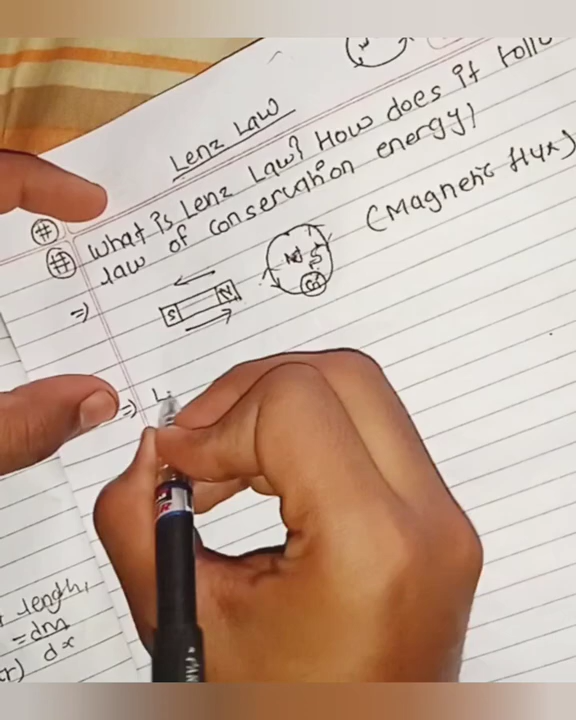 Lenz Law
# What is Lenz Law? How does it follo
law of conservation energy)
(Magnetic flux)
=)
S N
N S
R
=) L
length,
= dm
r) dx